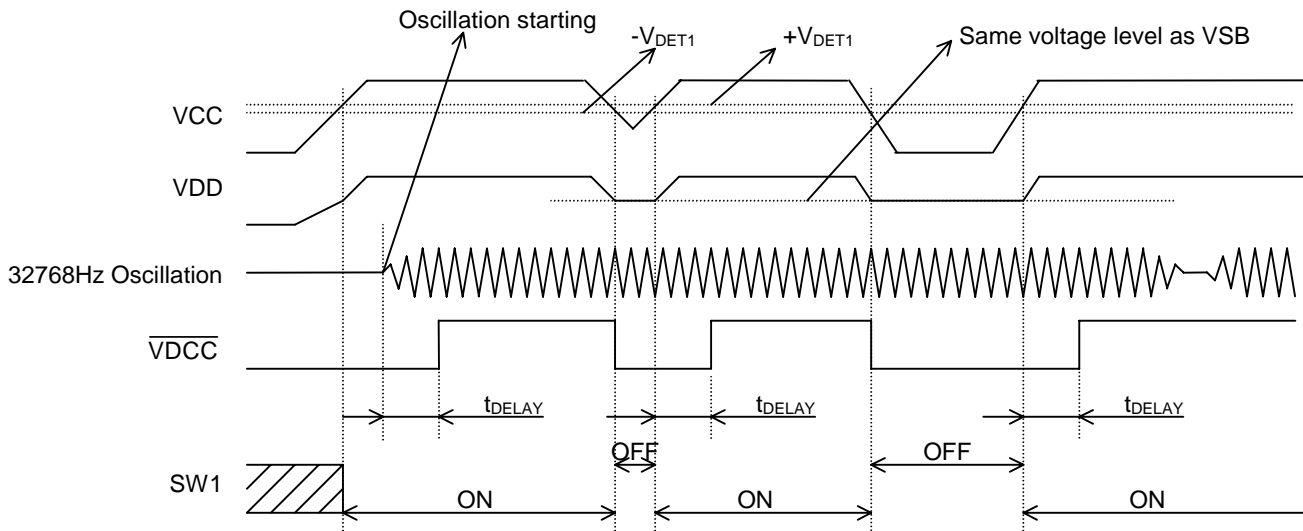 Oscillation starting
-VDET1
+VDET1
Same voltage level as VSB
VCC
VDD
32768Hz Oscillation
VDCC
tDELAY
tDELAY
tDELAY
OFF
OFF
SW1
ON
ON
ON